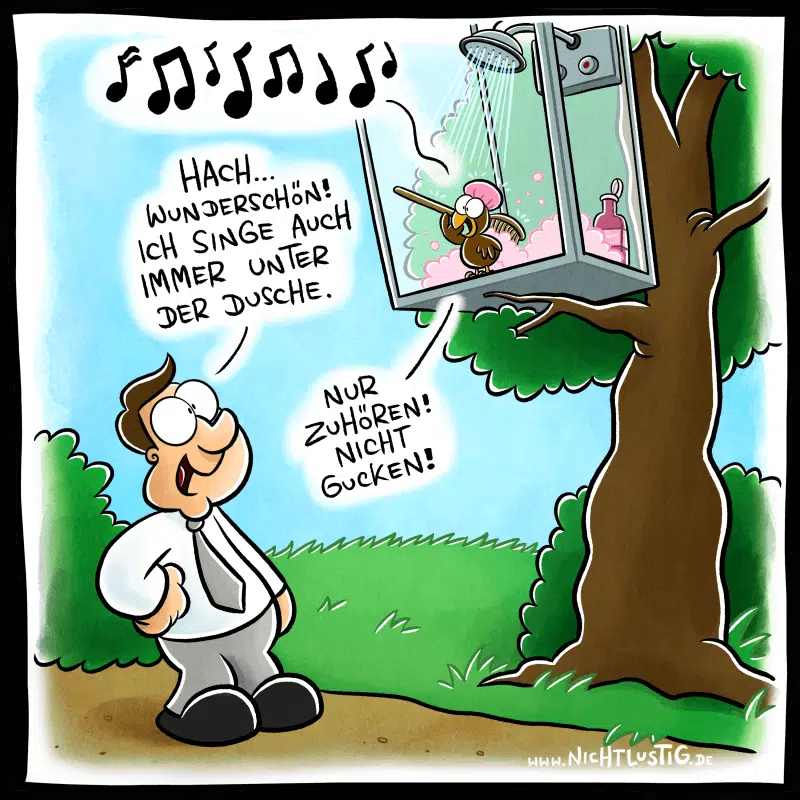 HACH...
WUNDERSCHÖN!
ICH SINGE AUCH
IMMER UNTER
DER DUSCHE.
NUR
ZUHÖREN!
NICHT
GUCKEN!
WWW.NICHTLUSTIG.DE